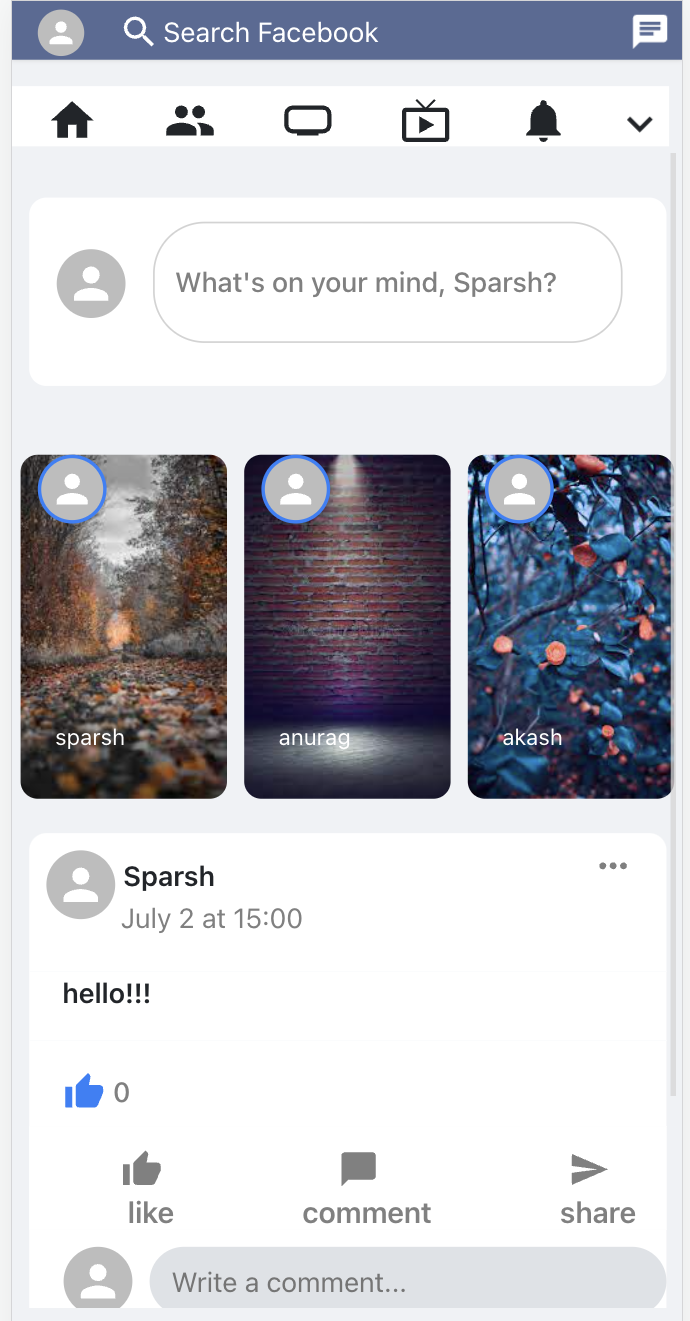 Search Facebook
What's on your mind, Sparsh?
sparsh
anurag
akash
Sparsh
July 2 at 15:00
hello!!!
0
like
comment
share
Write a comment...